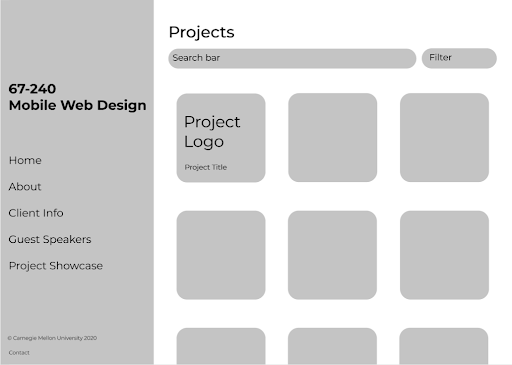 67-240
Mobile Web Design
Home
About
Client Info
Guest Speakers
Project Showcase
© Carnegie Mellon University 2020
Contact
Projects
Search bar
Filter
Project
Logo
Project Title